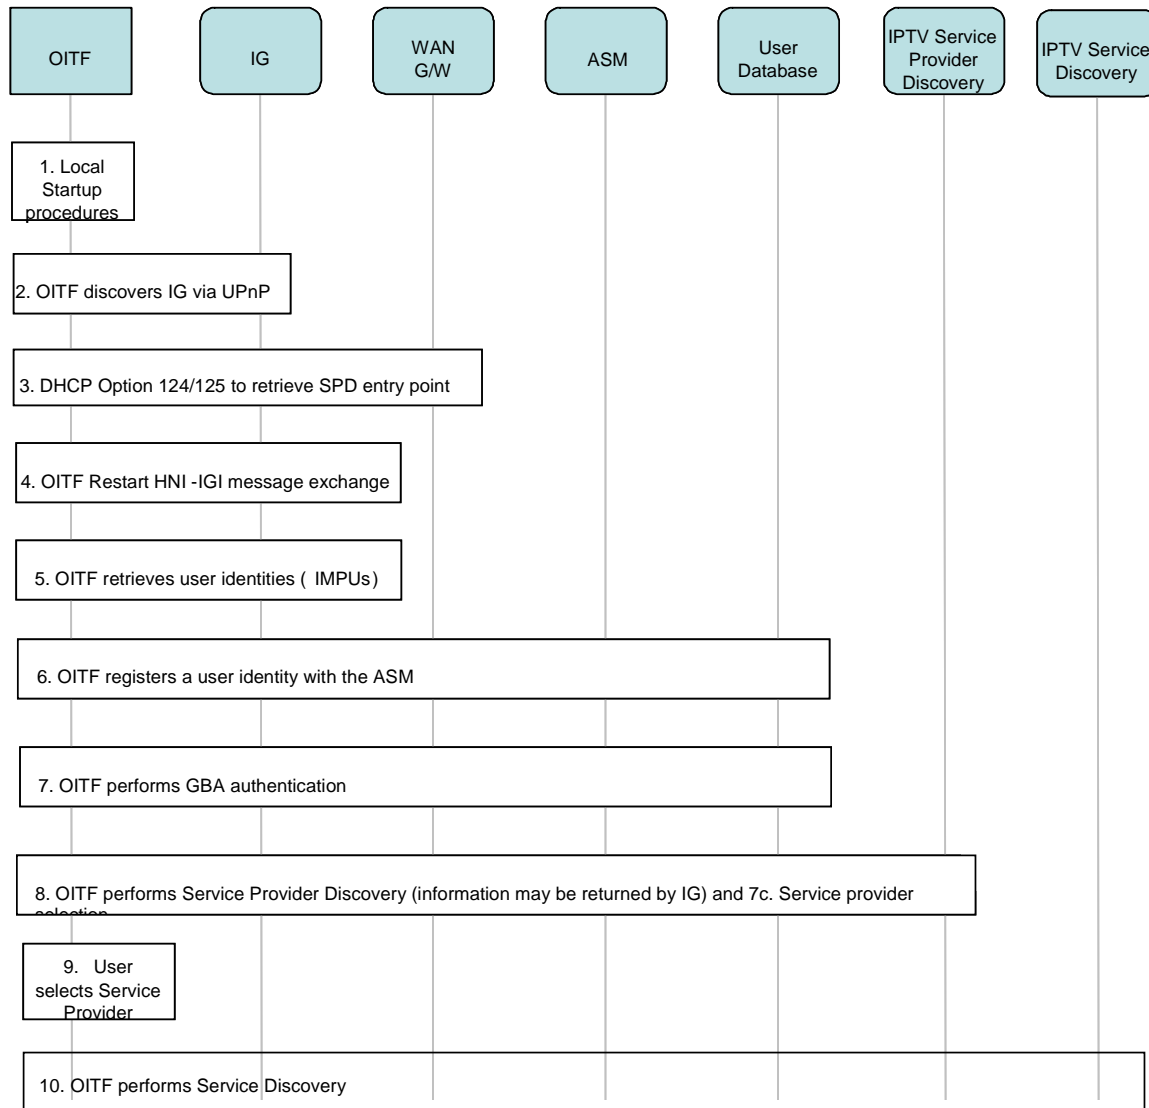 OITF
IG
WAN
G/W
ASM
User
Database
IPTV Service
Provider
Discovery
IPTV Service
Discovery
1. Local
Startup
procedures
2. OITF discovers IG via UPnP
3. DHCP Option 124/125 to retrieve SPD entry point
4. OITF Restart HNI -IGI message exchange
5. OITF retrieves user identities ( IMPUs)
6. OITF registers a user identity with the ASM
7. OITF performs GBA authentication
8. OITF performs Service Provider Discovery (information may be returned by IG) and 7c. Service provider
selection
9. User
selects Service
Provider
10. OITF performs Service Discovery